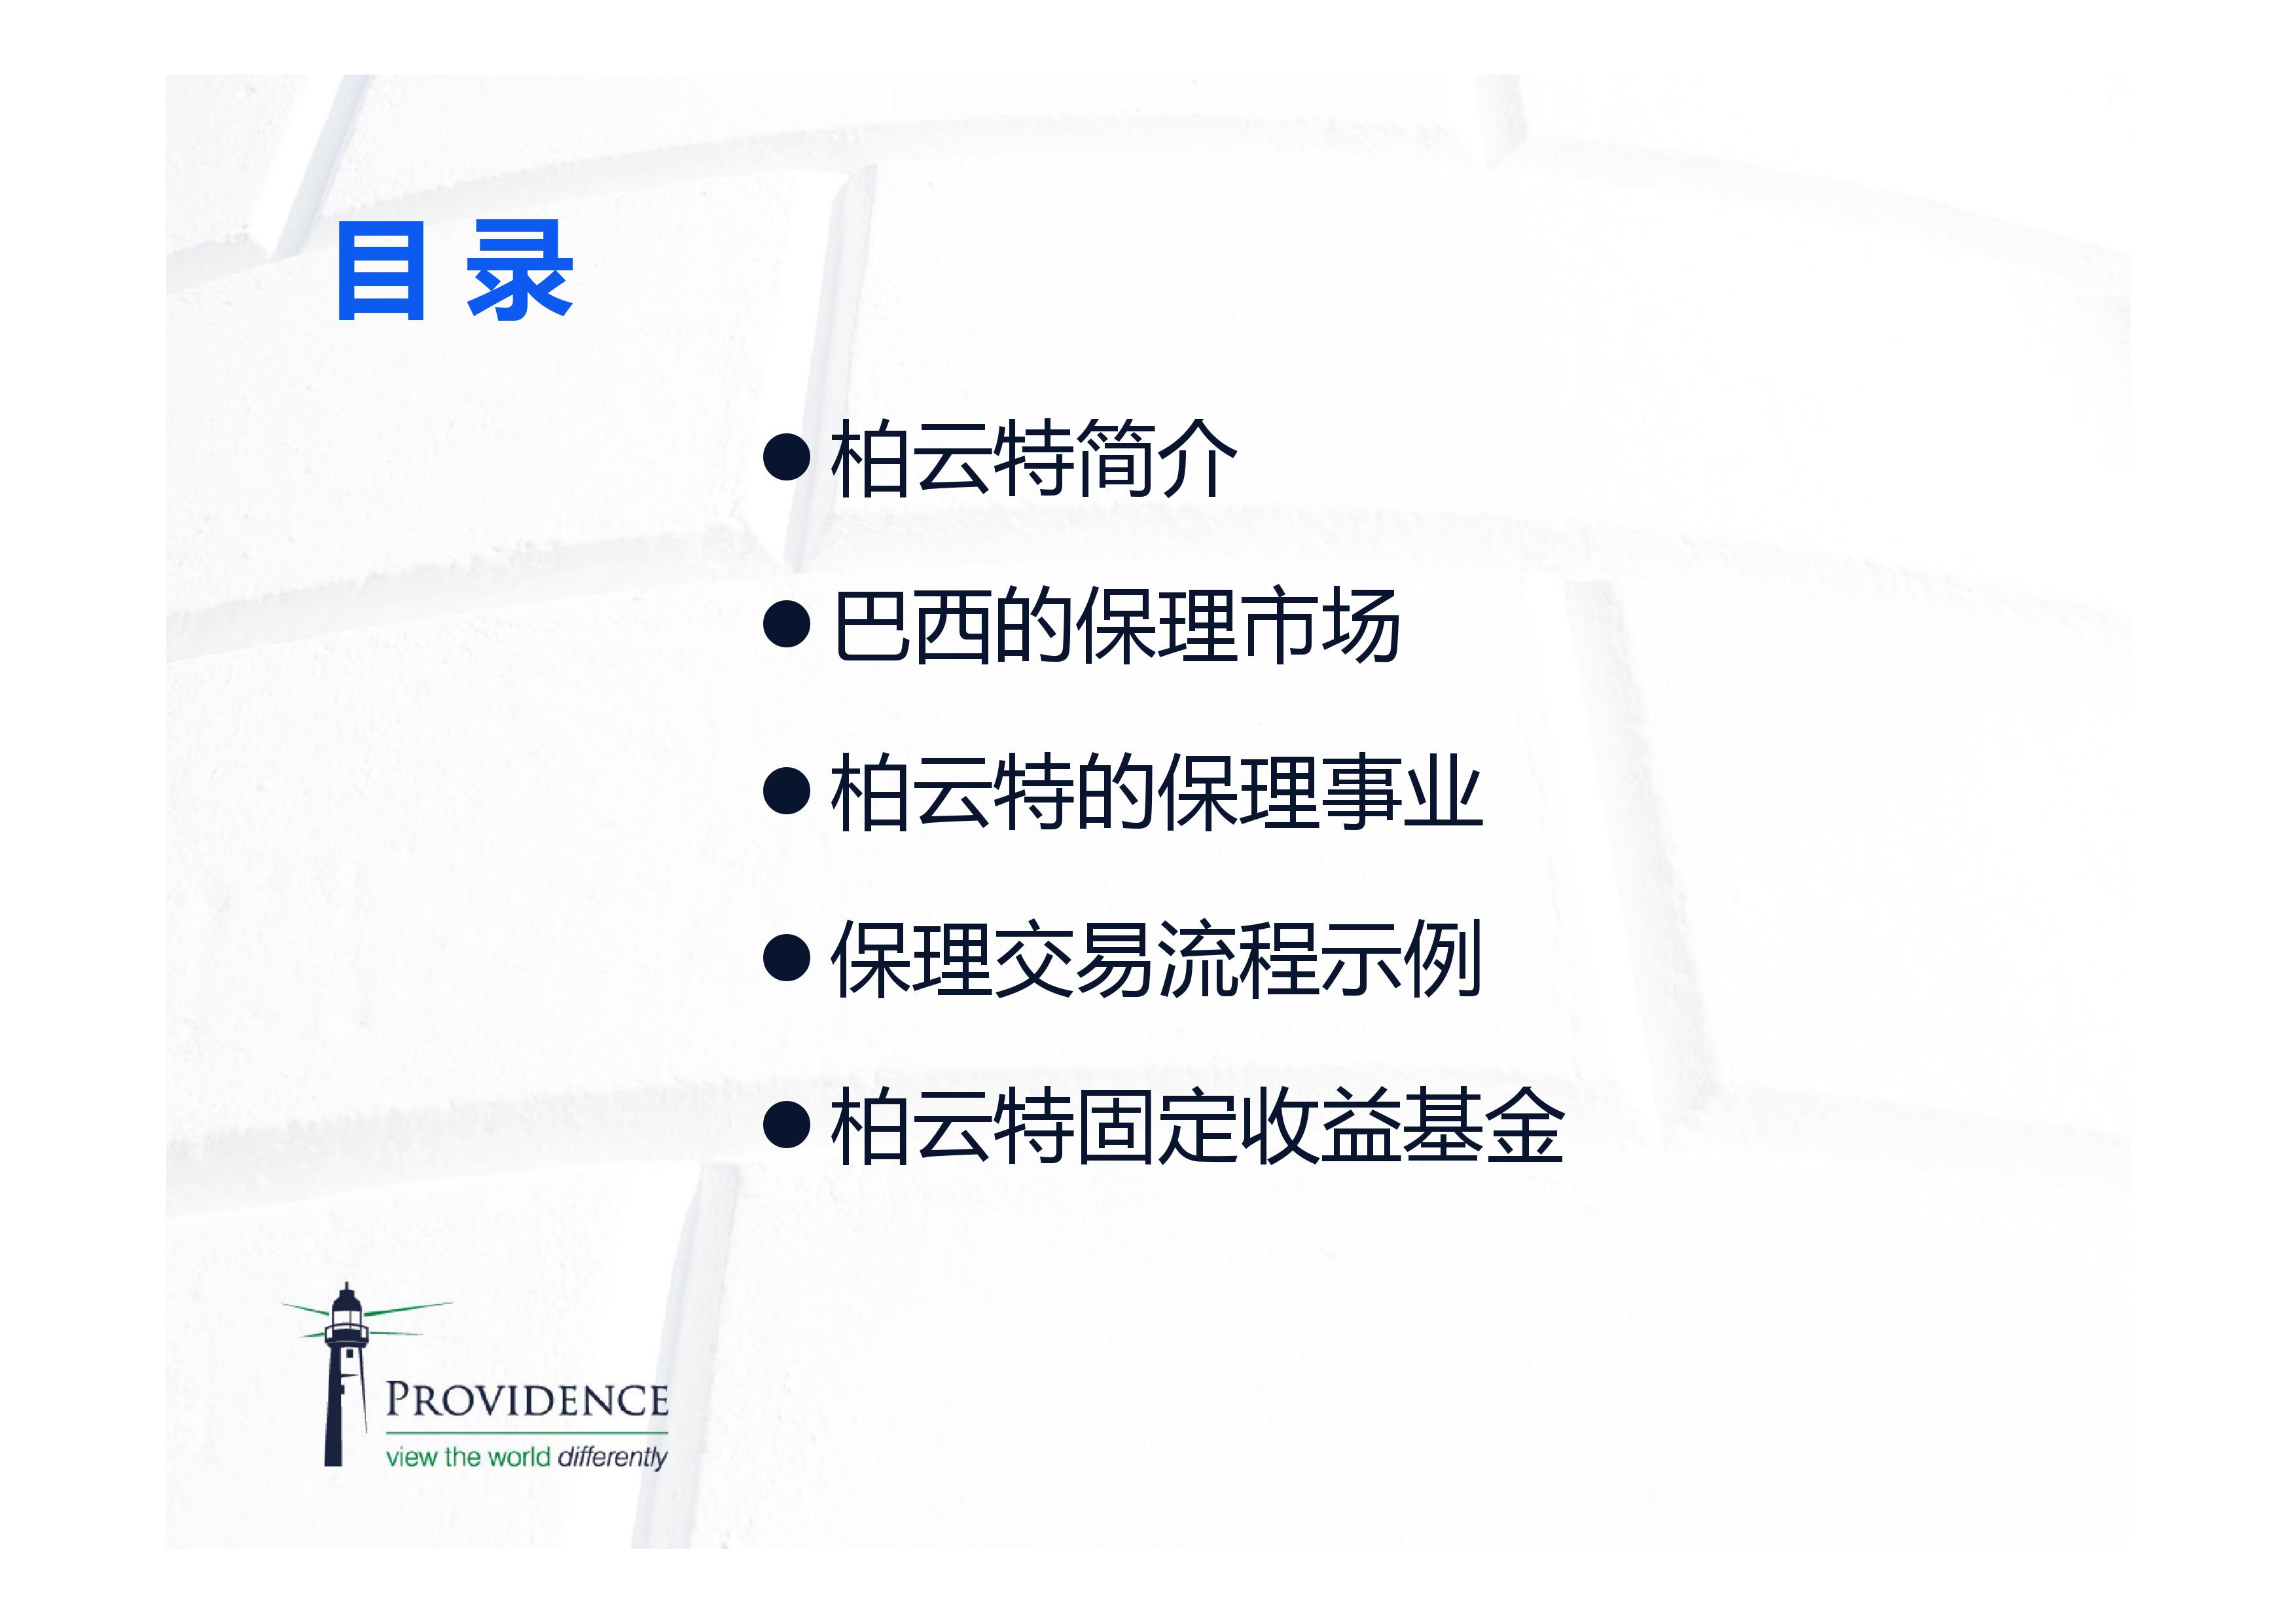 目录
● 柏云特简介
● 巴西的保理市场
● 柏云特的保理事业
● 保理交易流程示例
● 柏云特固定收益基金
PROVIDENCE
view the world differently